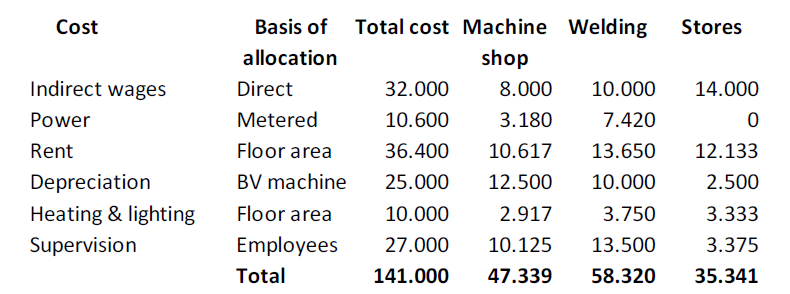 Cost Basis of Total cost Machine Welding Stores
allocation shop
Indirect wages Direct 32.000 8.000 10.000 14.000
Power Metered 10.600 3.180 7.420 0
Rent Floor area 36.400 10.617 13.650 12.133
Depreciation BV machine 25.000 12.500 10.000 2.500
Heating & lighting Floor area 10.000 2.917 3.750 3.333
Supervision Employees 27.000 10.125 13.500 3.375
Total 141.000 47.339 58.320 35.341